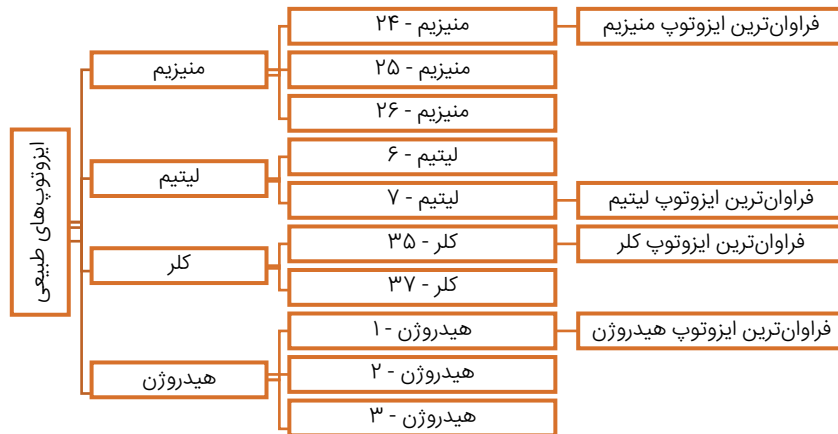 ایزوتوپ‌های طبیعی
منیزیم
منیزیم - ۲۴
فراوان‌ترین ایزوتوپ منیزیم
منیزیم - ۲۵
منیزیم - ۲۶
لیتیم
لیتیم - ۶
لیتیم - ۷
فراوان‌ترین ایزوتوپ لیتیم
کلر
کلر - ۳۵
فراوان‌ترین ایزوتوپ کلر
کلر - ۳۷
هیدروژن
هیدروژن - ۱
فراوان‌ترین ایزوتوپ هیدروژن
هیدروژن - ۲
هیدروژن - ۳